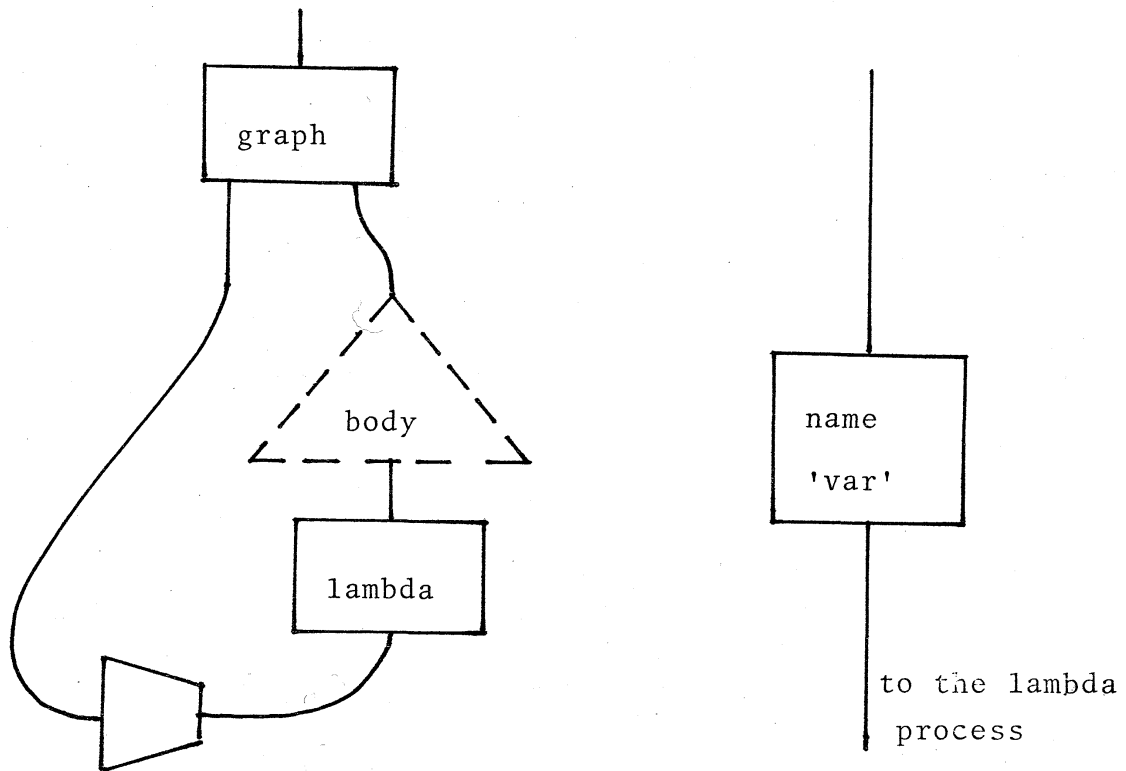 graph
body
lambda
name
'var'
to the lambda
process